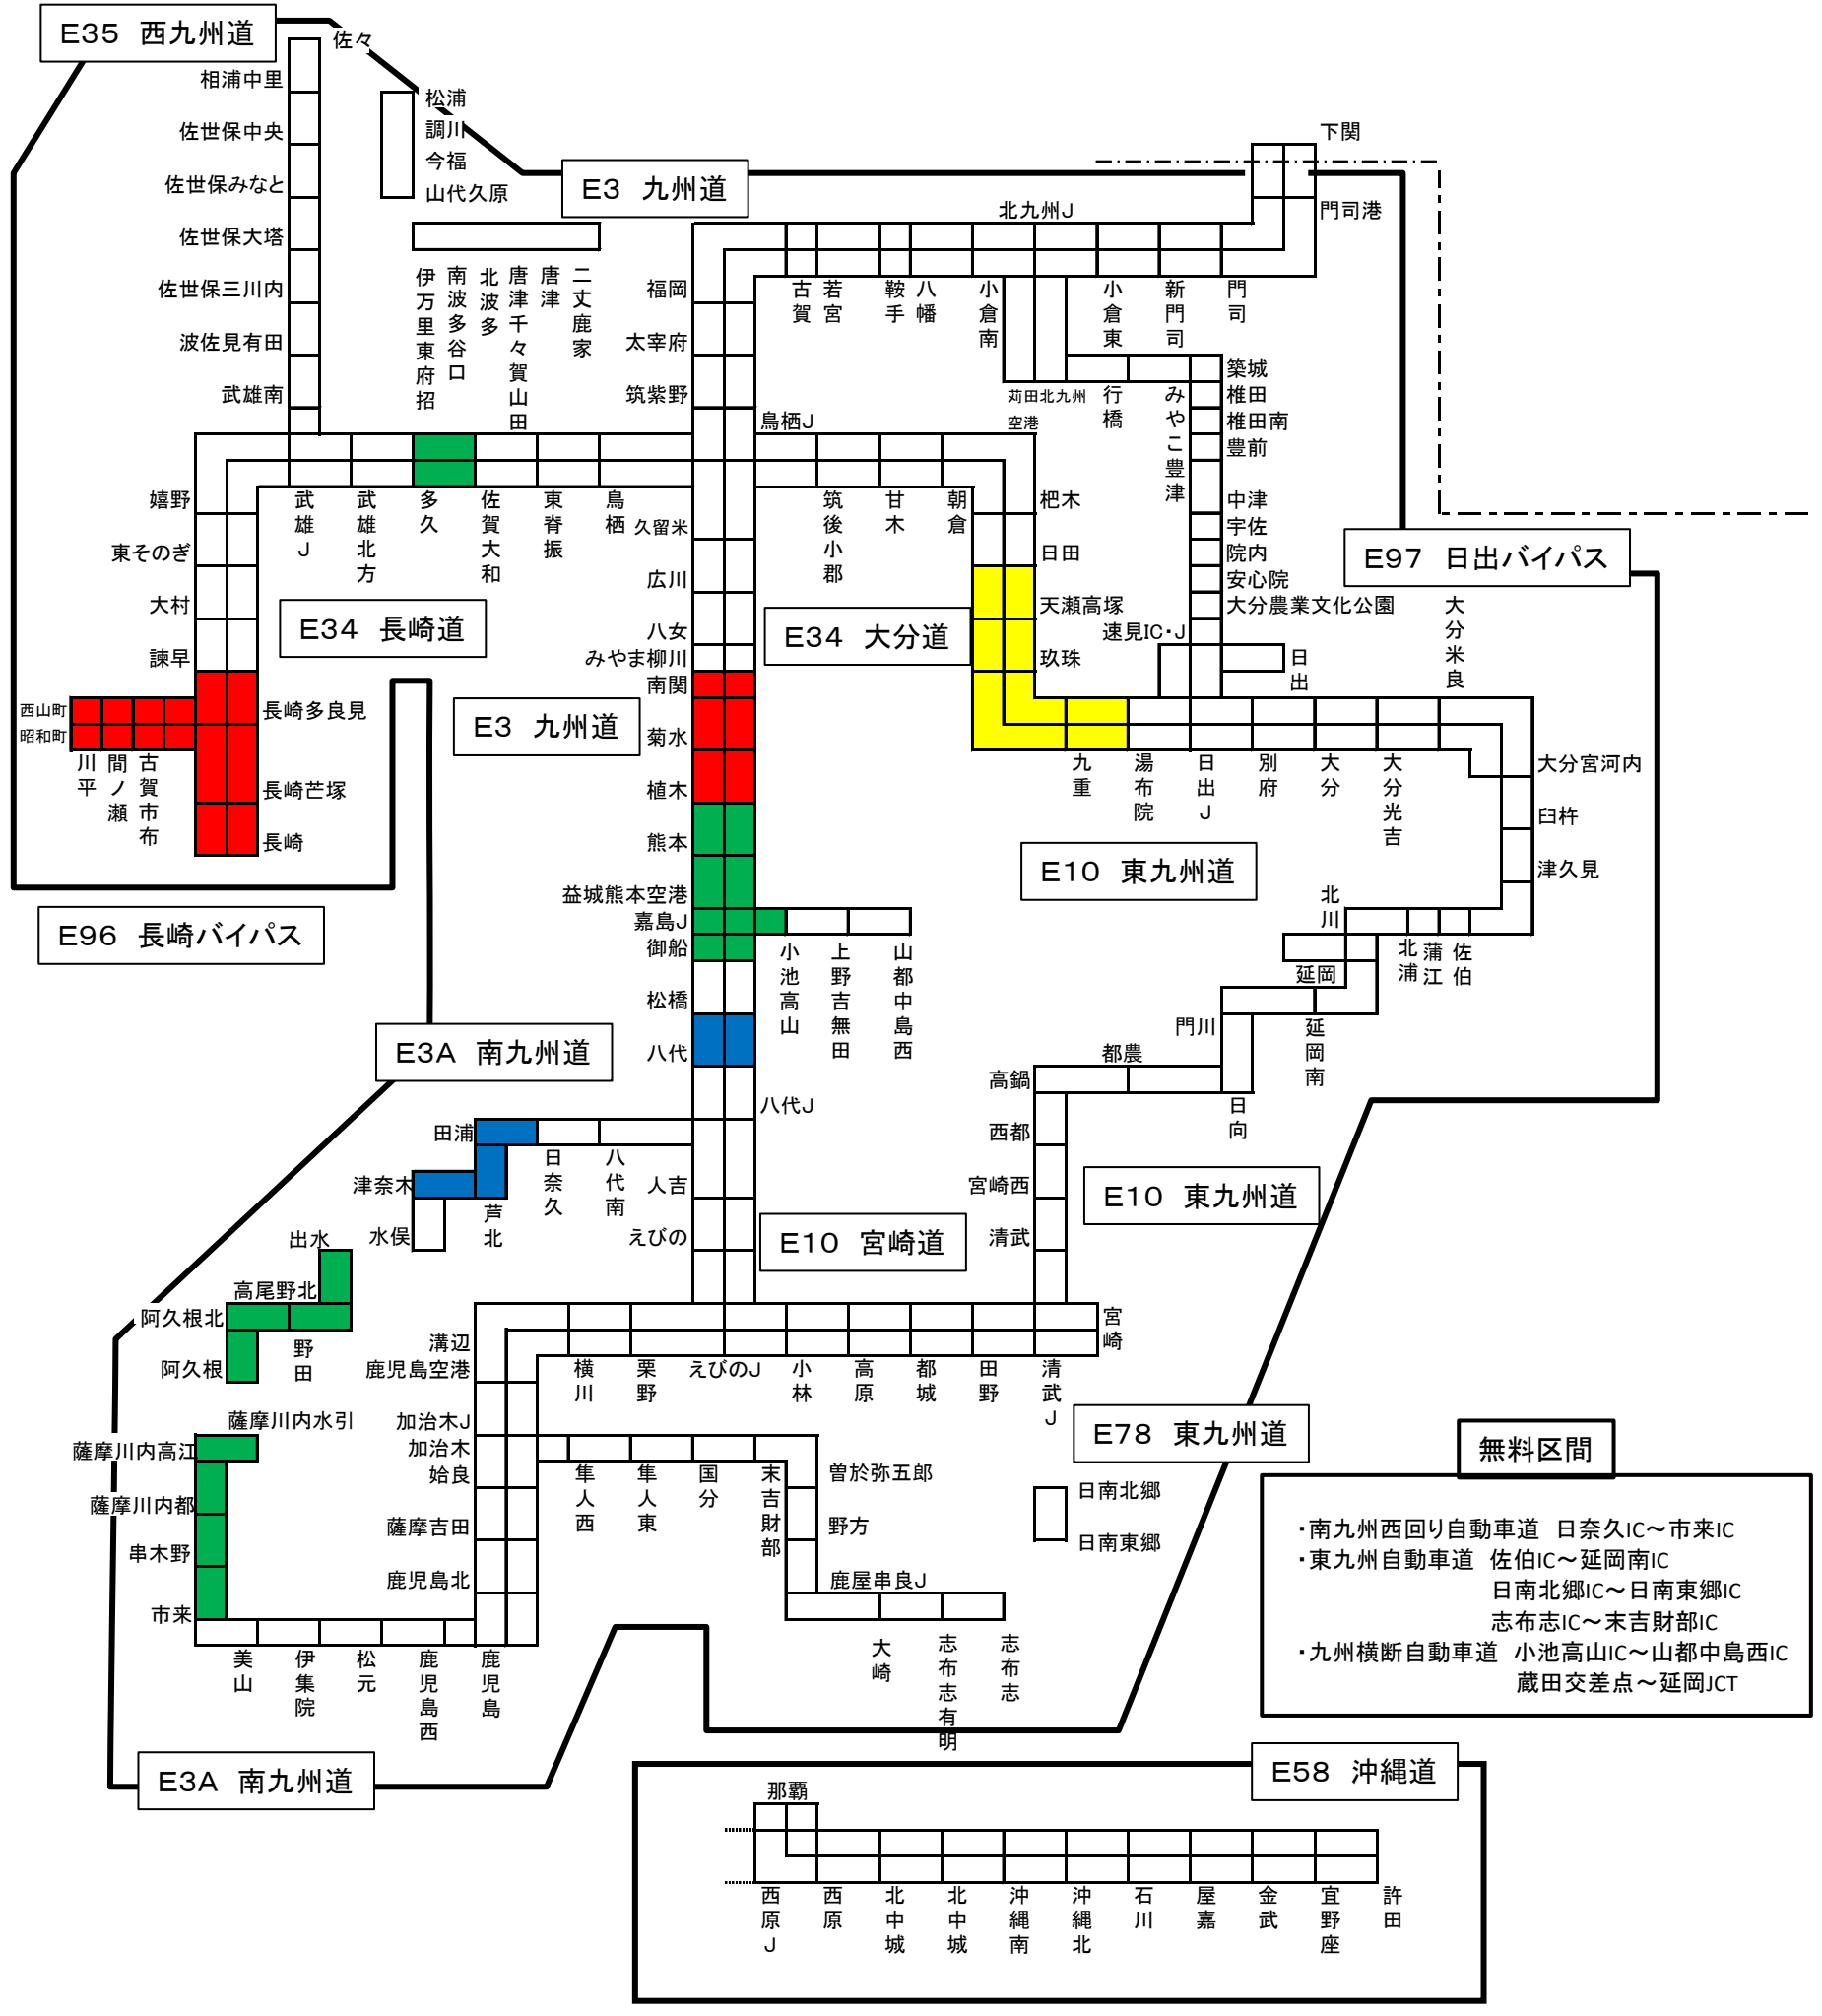 E35 西九州道
佐々
相浦中里
佐世保中央
佐世保みなと
佐世保大塔
佐世保三川内
波佐見有田
武雄南
松浦
調川
今福
山代久原
E3 九州道
下関
門司港
北九州J
伊万里東府招
南波多谷口
北波多
唐津千々賀山田
唐津
二丈鹿家
福岡
太宰府
筑紫野
古賀
若宮
鞍手
八幡
小倉南
小倉東
新門司
門司
苅田北九州
空港
行橋
みやこ豊津
築城
椎田
椎田南
豊前
中津
宇佐
院内
安心院
大分農業文化公園
速見IC・J
日出
大分米良
鳥栖J
嬉野
東そのぎ
大村
諫早
武雄J
武雄北方
多久
佐賀大和
東脊振
鳥栖
久留米
広川
八女
みやま柳川
南関
菊水
植木
熊本
益城熊本空港
嘉島J
御船
松橋
八代
筑後小郡
甘木
朝倉
杷木
日田
天瀬高塚
玖珠
E97 日出バイパス
E34 長崎道
E34 大分道
E3 九州道
西山町
昭和町
川平
間ノ瀬
古賀市布
長崎多良見
長崎芒塚
長崎
九重
湯布院
日出J
別府
大分
大分光吉
大分宮河内
臼杵
津久見
E10 東九州道
E96 長崎バイパス
小池高山
上野吉無田
山都中島西
北川
北浦
蒲江
佐伯
延岡
延岡南
門川
都農
高鍋
日向
西都
宮崎西
清武
E3A 南九州道
八代J
田浦
津奈木
水俣
芦北
日奈久
八代南
人吉
えびの
E10 宮崎道
E10 東九州道
出水
高尾野北
阿久根北
阿久根
野田
溝辺
鹿児島空港
横川
栗野
えびのJ
小林
高原
都城
田野
清武J
宮崎
薩摩川内水引
薩摩川内高江
薩摩川内都
串木野
市来
加治木J
加治木
姶良
薩摩吉田
鹿児島北
隼人西
隼人東
国分
末吉財部
曽於弥五郎
野方
鹿屋串良J
大崎
志布志有明
志布志
E78 東九州道
日南北郷
日南東郷
美山
伊集院
松元
鹿児島西
鹿児島
E3A 南九州道
無料区間
・南九州西回り自動車道 日奈久IC～市来IC
・東九州自動車道 佐伯IC～延岡南IC
日南北郷IC～日南東郷IC
志布志IC～末吉財部IC
・九州横断自動車道 小池高山IC～山都中島西IC
蔵田交差点～延岡JCT
E58 沖縄道
那覇
西原J
西原
北中城
北中城
沖縄南
沖縄北
石川
屋嘉
金武
宜野座
許田